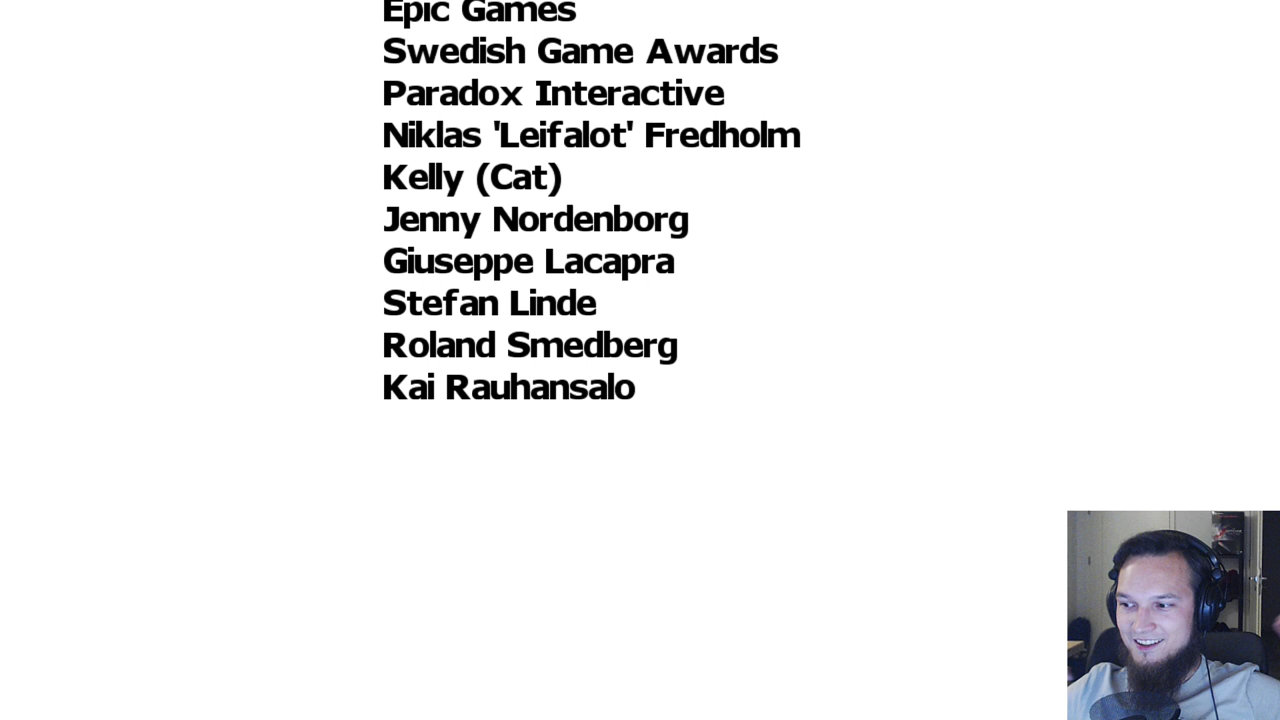 Epic Games
Swedish Game Awards
Paradox Interactive
Niklas 'Leifalot' Fredholm
Kelly (Cat)
Jenny Nordenborg
Giuseppe Lacapra
Stefan Linde
Roland Smedberg
Kai Rauhansalo